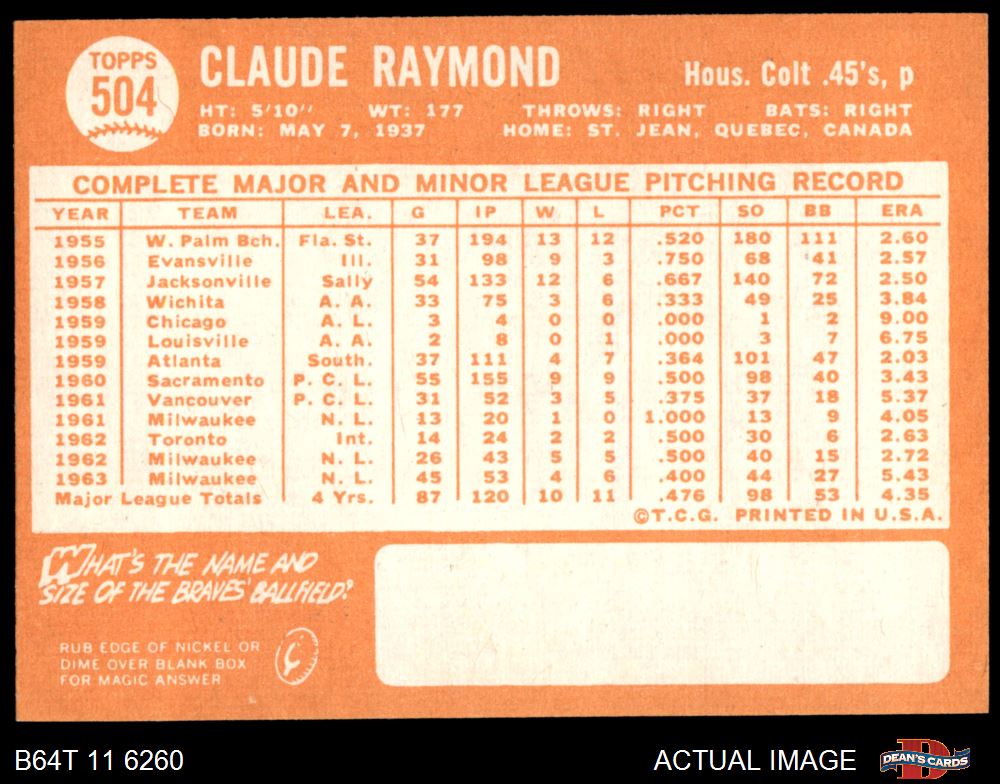 TOPPS
504
CLAUDE RAYMOND
Hous. Colt .45's, p
HT: 5'10" WT: 177 THROWS: RIGHT BATS: RIGHT
BORN: MAY 7, 1937 HOME: ST. JEAN, QUEBEC, CANADA
COMPLETE MAJOR AND MINOR LEAGUE PITCHING RECORD
YEAR TEAM LEA. G IP W L PCT SO BB ERA
1955 W. Palm Bch. Fla. St. 37 194 13 12 .520 180 111 2.60
1956 Evansville Ill. 31 98 9 3 .750 68 41 2.57
1957 Jacksonville Sally 54 133 12 6 .667 140 72 2.50
1958 Wichita A. A. 33 75 3 6 .333 49 25 3.84
1959 Chicago A. L. 3 4 0 0 .000 1 2 9.00
1959 Louisville A. A. 2 8 0 1 .000 3 7 6.75
1959 Atlanta South. 37 111 4 7 .364 101 47 2.03
1960 Sacramento P. C. L. 55 155 9 9 .500 98 40 3.43
1961 Vancouver P. C. L. 31 52 3 5 .375 37 18 5.37
1961 Milwaukee N. L. 13 20 1 0 1.000 13 9 4.05
1962 Toronto Int. 14 24 2 2 .500 30 6 2.63
1962 Milwaukee N. L. 26 43 5 5 .500 40 15 2.72
1963 Milwaukee N. L. 45 53 4 6 .400 44 27 5.43
Major League Totals 4 Yrs. 87 120 10 11 .476 98 53 4.35
©T.C.G. PRINTED IN U.S.A.
WHAT'S THE NAME AND
SIZE OF THE BRAVES' BALLFIELD?
RUB EDGE OF NICKEL OR
DIME OVER BLANK BOX
FOR MAGIC ANSWER
B64T 11 6260
ACTUAL IMAGE
DEAN'S CARDS